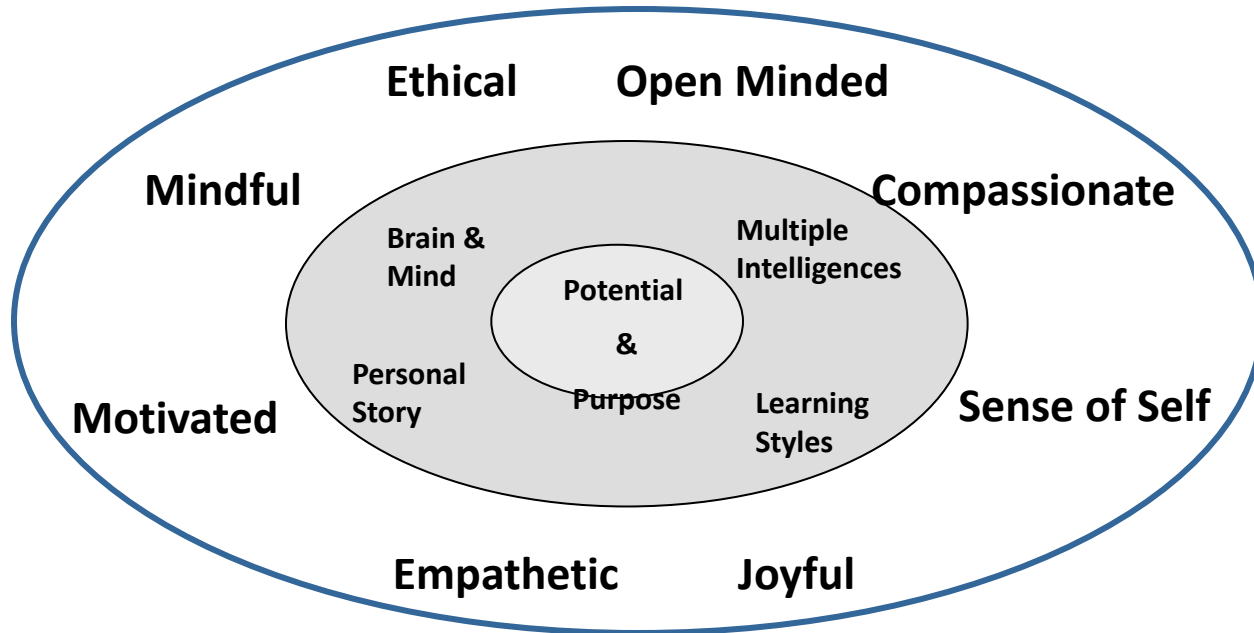 Ethical
Open Minded
Mindful
Compassionate
Brain &
Mind
Multiple
Intelligences
Potential
&
Purpose
Personal
Story
Learning
Styles
Motivated
Sense of Self
Empathetic
Joyful